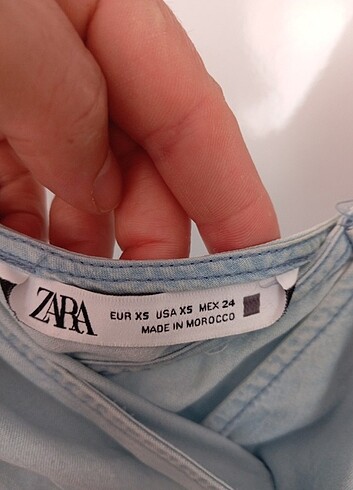 ZARA
EUR XS USA XS MEX 24
MADE IN MOROCCO